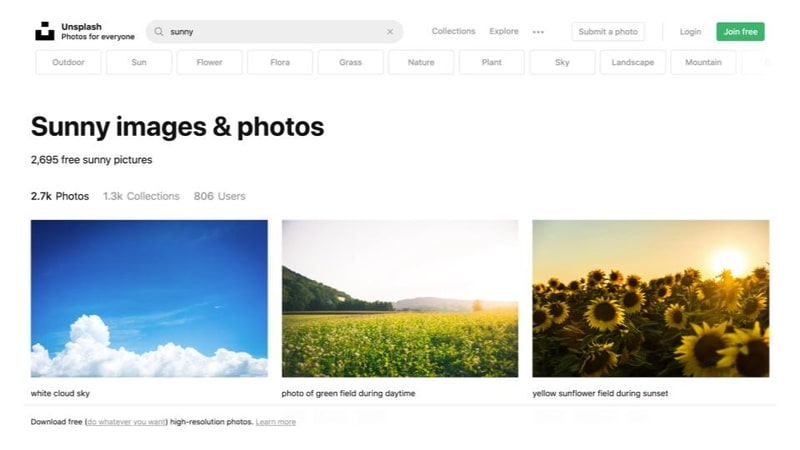 Unsplash
Photos for everyone
sunny
Collections
Explore
Submit a photo
Login
Join free
Outdoor
Sun
Flower
Flora
Grass
Nature
Plant
Sky
Landscape
Mountain
Sunny images & photos
2,695 free sunny pictures
2.7k Photos
1.3k Collections
806 Users
white cloud sky
photo of green field during daytime
yellow sunflower field during sunset
Download free (do whatever you want) high-resolution photos. Learn more